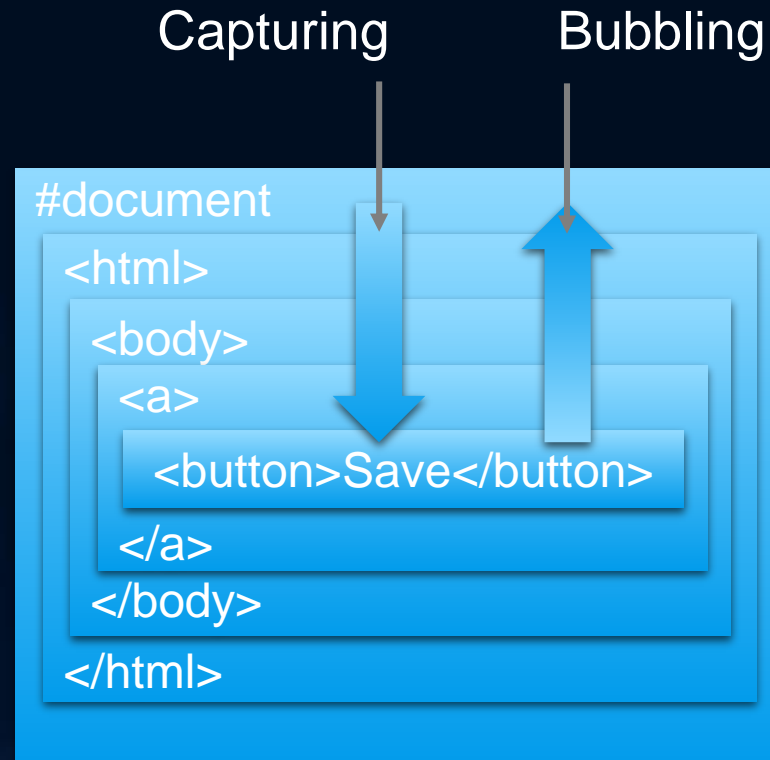 Capturing Bubbling
#document
<html>
<body>
<a>
<button>Save</button>
</a>
</body>
</html>